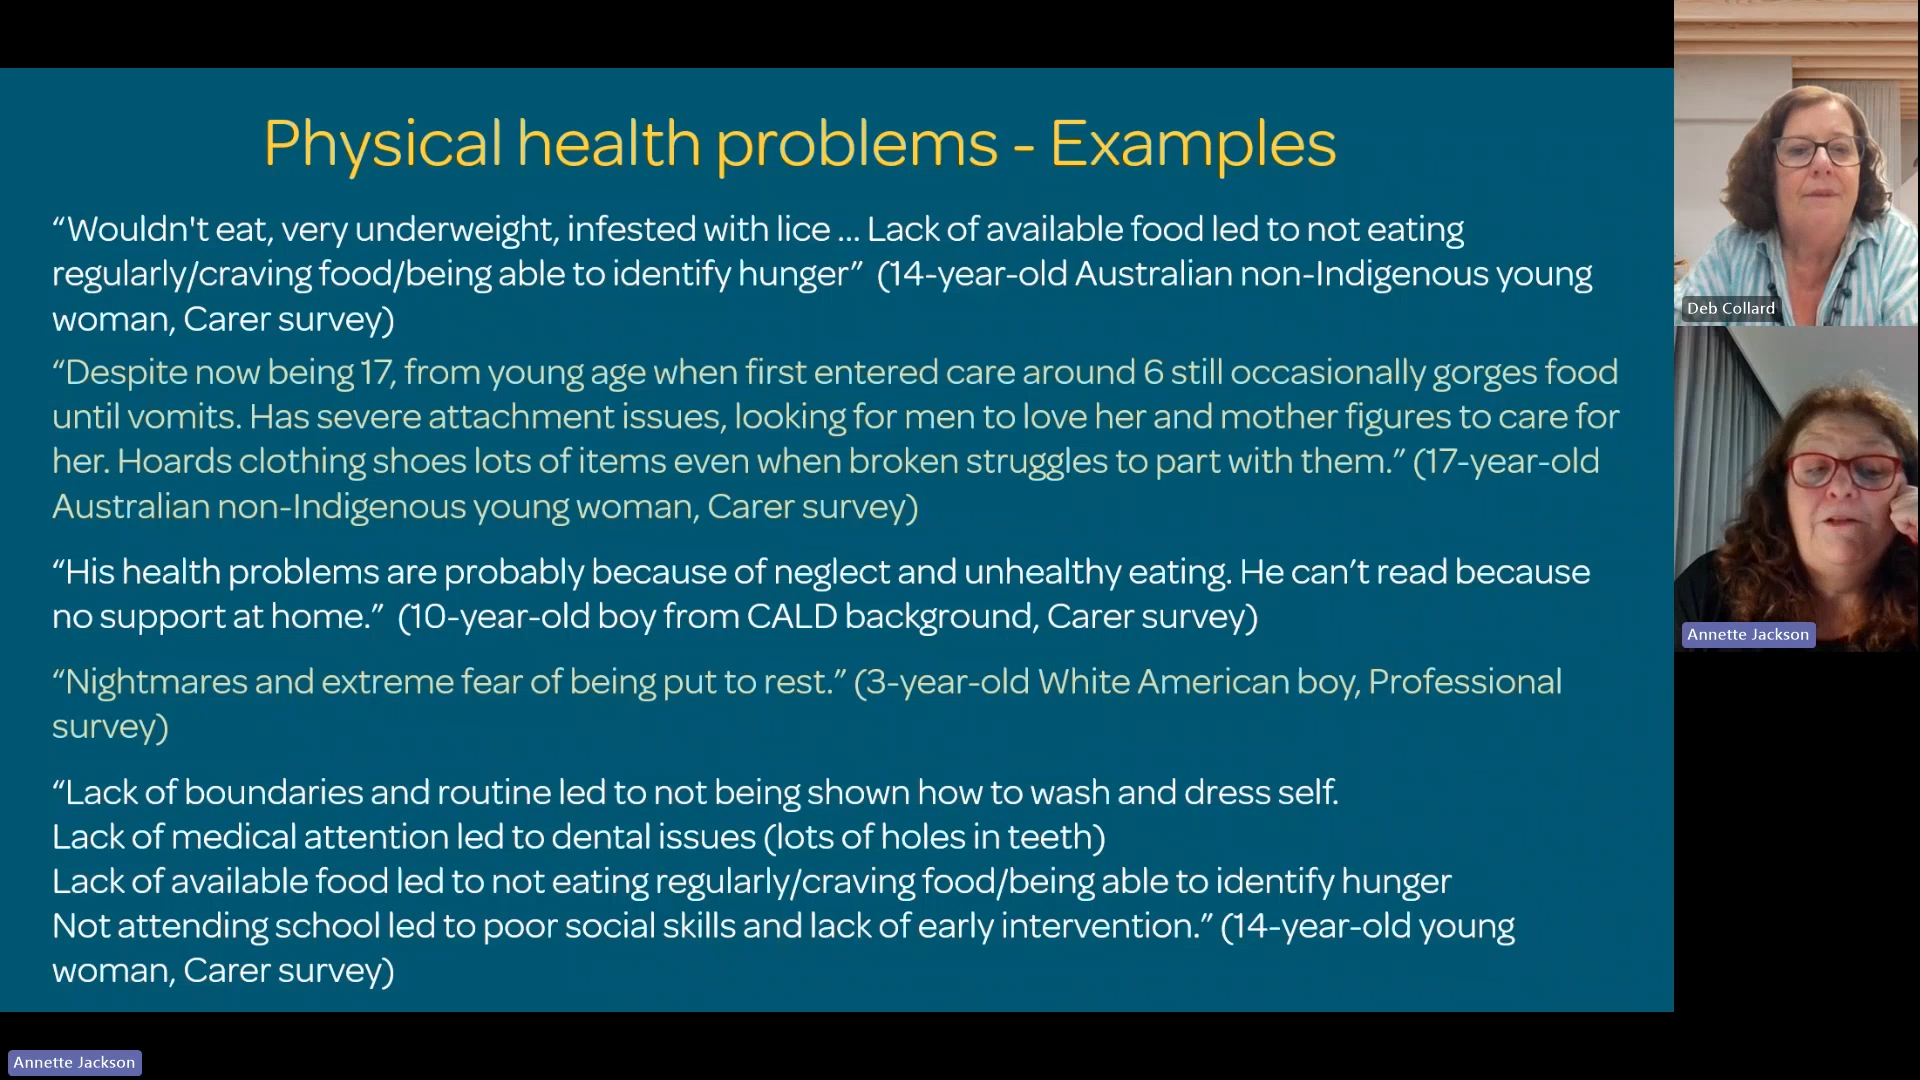 Physical health problems - Examples
“Wouldn't eat, very underweight, infested with lice ... Lack of available food led to not eating
regularly/craving food/being able to identify hunger” (14-year-old Australian non-Indigenous young
woman, Carer survey)
“Despite now being 17, from young age when first entered care around 6 still occasionally gorges food
until vomits. Has severe attachment issues, looking for men to love her and mother figures to care for
her. Hoards clothing shoes lots of items even when broken struggles to part with them.” (17-year-old
Australian non-Indigenous young woman, Carer survey)
“His health problems are probably because of neglect and unhealthy eating. He can’t read because
no support at home.” (10-year-old boy from CALD background, Carer survey)
“Nightmares and extreme fear of being put to rest.” (3-year-old White American boy, Professional
survey)
“Lack of boundaries and routine led to not being shown how to wash and dress self.
Lack of medical attention led to dental issues (lots of holes in teeth)
Lack of available food led to not eating regularly/craving food/being able to identify hunger
Not attending school led to poor social skills and lack of early intervention.” (14-year-old young
woman, Carer survey)
Deb Collard
Annette Jackson
Annette Jackson